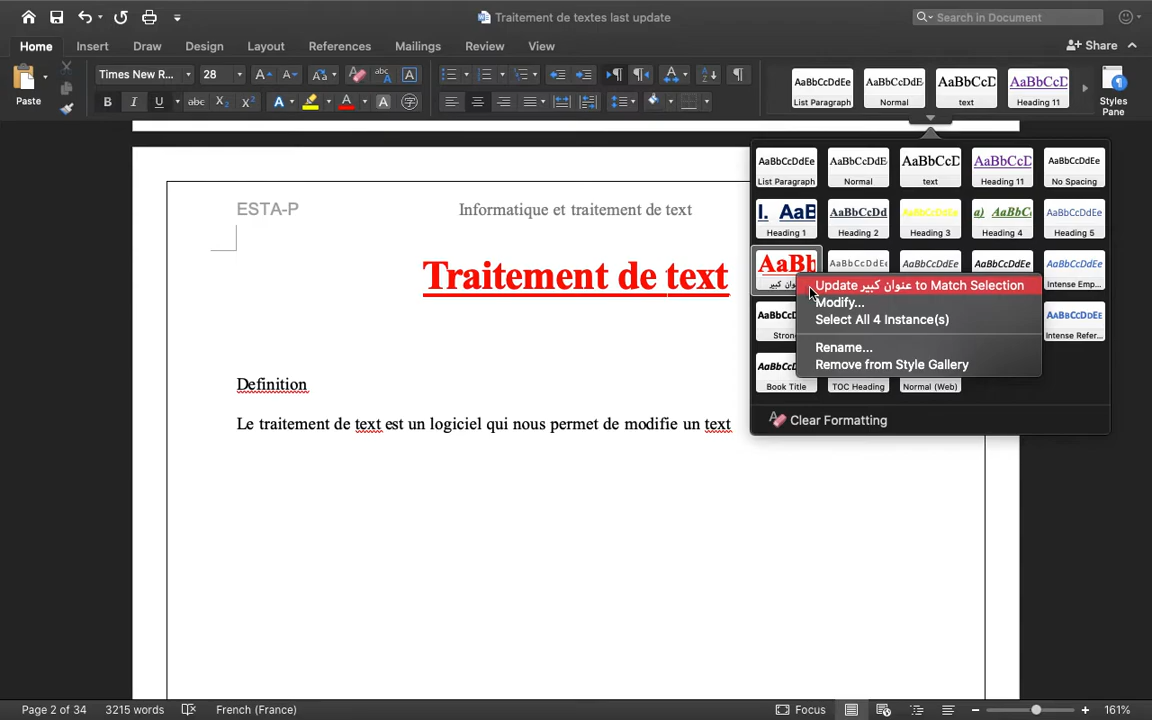 Traitement de textes last update
Search in Document
Home Insert Draw Design Layout References Mailings Review View
Share
Paste
Times New R... 28
AaBbCcDdEe AaBbCcDdE AaBbCcD AaBbCcD
List Paragraph Normal text Heading 11
Styles
Pane
AaBbCcDdEe AaBbCcDdE AaBbCcD AaBbCcD AaBbCcDdEe
List Paragraph Normal text Heading 11 No Spacing
I. AaB AaBbCcDd AaBbCcDdEe a) AaBbC AaBbCcDdEe
Heading 1 Heading 2 Heading 3 Heading 4 Heading 5
AaBb AaBbCcDdE AaBbCcDdEe AaBbCcDdEe AaBbCcDdEe
Intense Emp...
Update عنوان كبير to Match Selection
Modify...
Select All 4 Instance(s)
Rename...
Remove from Style Gallery
Strong
AaBbCcDdEe
Intense Refer...
Book Title TOC Heading Normal (Web)
Clear Formatting
ESTA-P
Informatique et traitement de text
Traitement de text
Definition
Le traitement de text est un logiciel qui nous permet de modifie un text
Page 2 of 34 3215 words French (France) Focus 161%